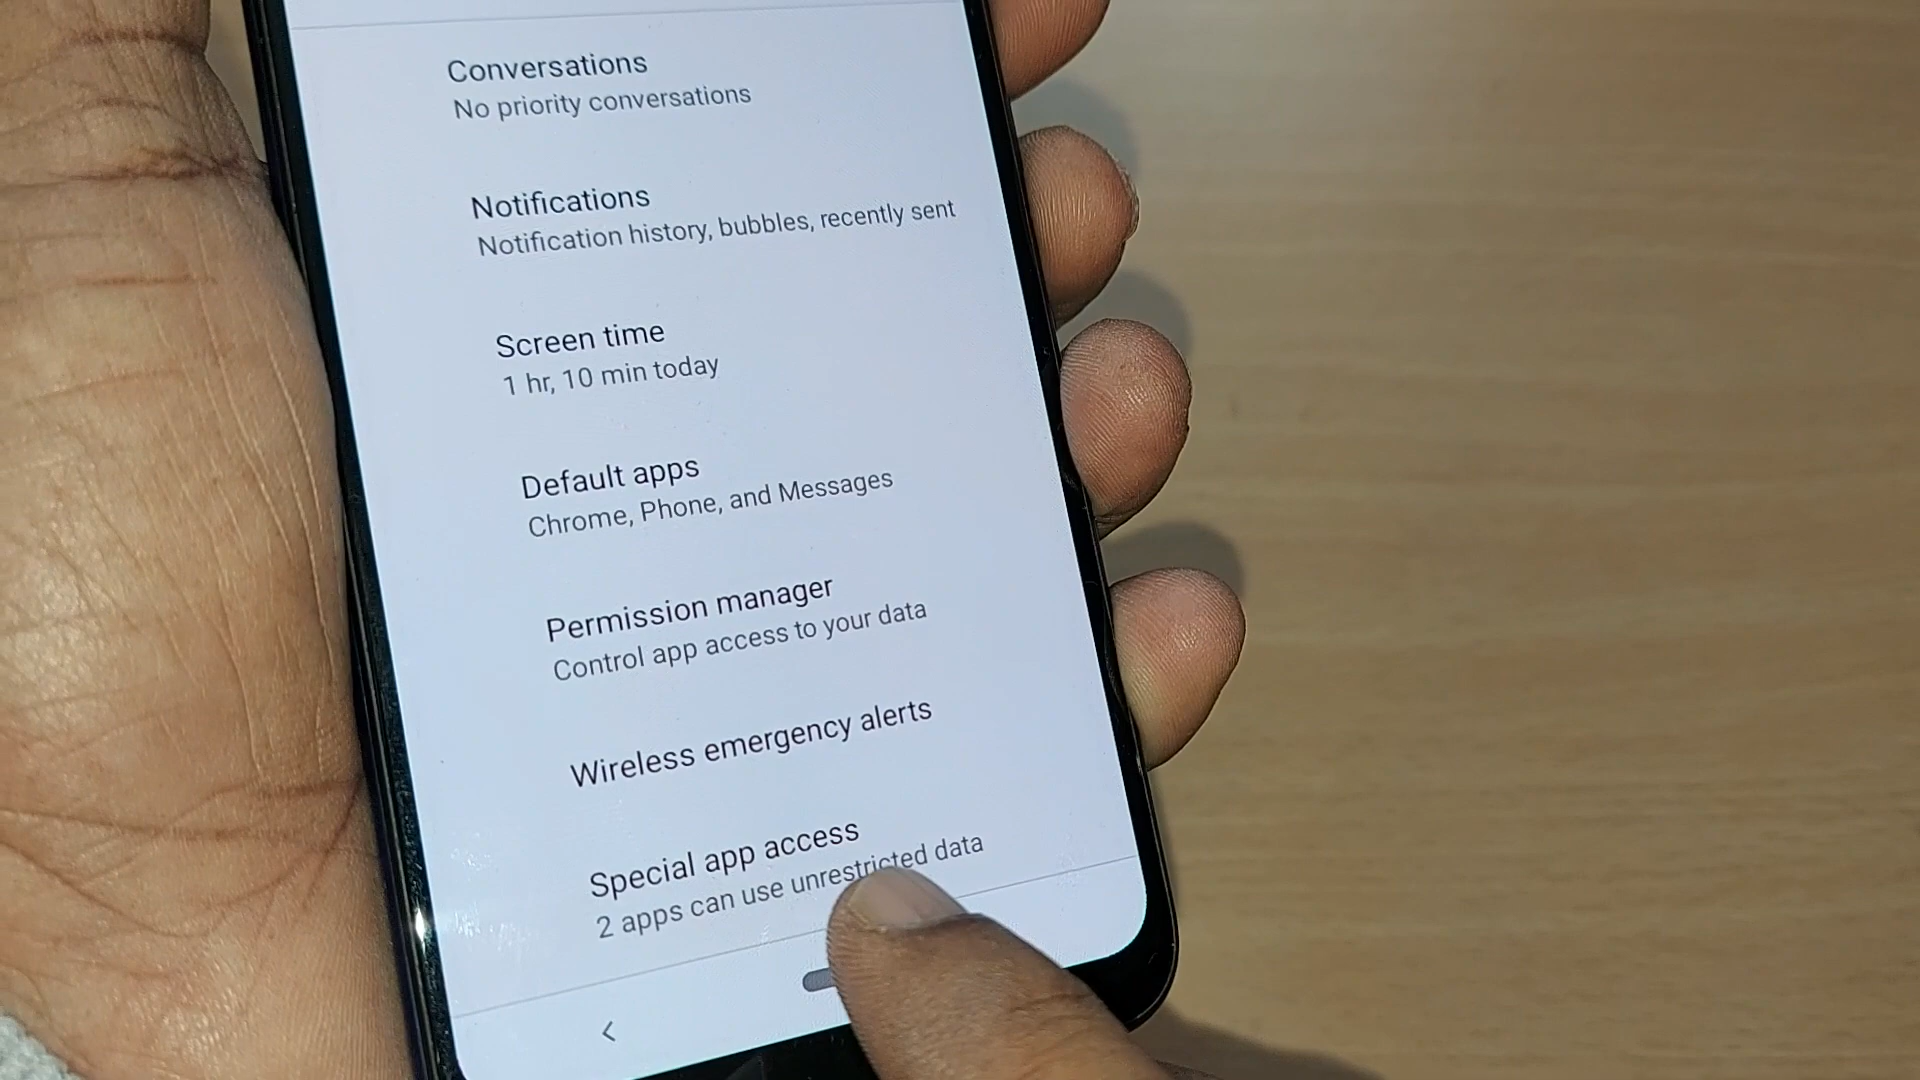 Conversations
No priority conversations
Notifications
Notification history, bubbles, recently sent
Screen time
1 hr, 10 min today
Default apps
Chrome, Phone, and Messages
Permission manager
Control app access to your data
Wireless emergency alerts
Special app access
2 apps can use unrestricted data